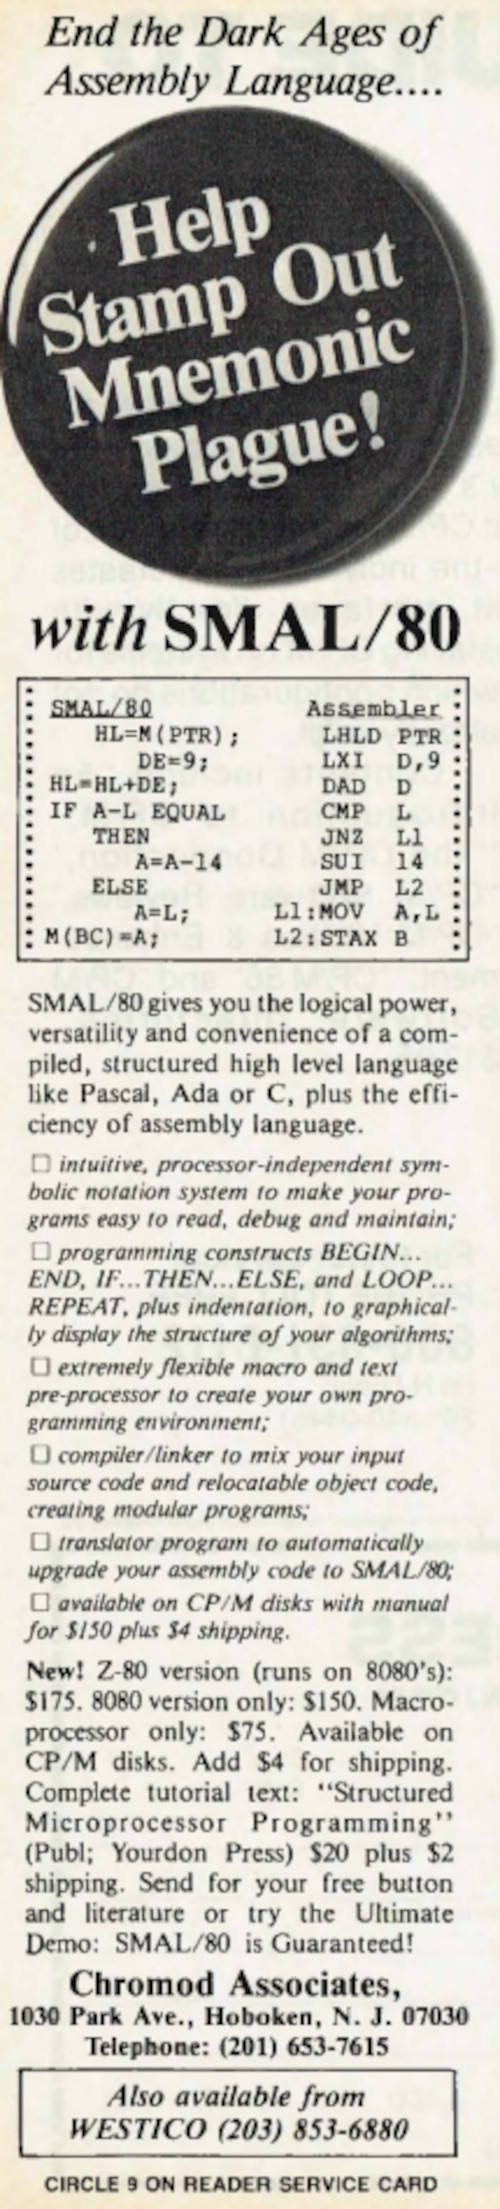 End the Dark Ages of
Assembly Language....
Help
Stamp Out
Mnemonic
Plague!
with SMAL/80
SMAL/80 Assembler
HL=M(PTR); LHLD PTR
DE=9; LXI D,9
HL=HL+DE; DAD D
IF A-L EQUAL CMP L
THEN JNZ L1
A=A-14 SUI 14
ELSE JMP L2
A=L; L1:MOV A,L
M(BC)=A; L2:STAX B
SMAL/80 gives you the logical power,
versatility and convenience of a com-
piled, structured high level language
like Pascal, Ada or C, plus the effi-
ciency of assembly language.
☐ intuitive, processor-independent sym-
bolic notation system to make your pro-
grams easy to read, debug and maintain;
☐ programming constructs BEGIN...
END, IF...THEN...ELSE, and LOOP...
REPEAT, plus indentation, to graphical-
ly display the structure of your algorithms;
☐ extremely flexible macro and text
pre-processor to create your own pro-
gramming environment;
☐ compiler/linker to mix your input
source code and relocatable object code,
creating modular programs;
☐ translator program to automatically
upgrade your assembly code to SMAL/80;
☐ available on CP/M disks with manual
for $150 plus $4 shipping.
New! Z-80 version (runs on 8080's):
$175. 8080 version only: $150. Macro-
processor only: $75. Available on
CP/M disks. Add $4 for shipping.
Complete tutorial text: "Structured
Microprocessor Programming"
(Publ; Yourdon Press) $20 plus $2
shipping. Send for your free button
and literature or try the Ultimate
Demo: SMAL/80 is Guaranteed!
Chromod Associates,
1030 Park Ave., Hoboken, N. J. 07030
Telephone: (201) 653-7615
Also available from
WESTICO (203) 853-6880
CIRCLE 9 ON READER SERVICE CARD